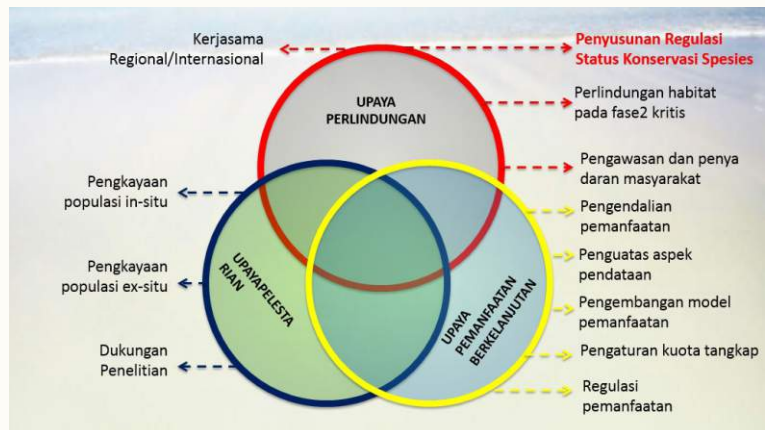 Kerjasama
Regional/Internasional
Penyusunan Regulasi
Status Konservasi Spesies
UPAYA
PERLINDUNGAN
Perlindungan habitat
pada fase2 kritis
Pengawasan dan penya
daran masyarakat
Pengkayaan
populasi in-situ
Pengendalian
pemanfaatan
Pengkayaan
populasi ex-situ
UPAYAPELESTA
RIAN
UPAYA
PEMANFAATAN
BERKELANJUTAN
Penguatas aspek
pendataan
Pengembangan model
pemanfaatan
Dukungan
Penelitian
Pengaturan kuota tangkap
Regulasi
pemanfaatan